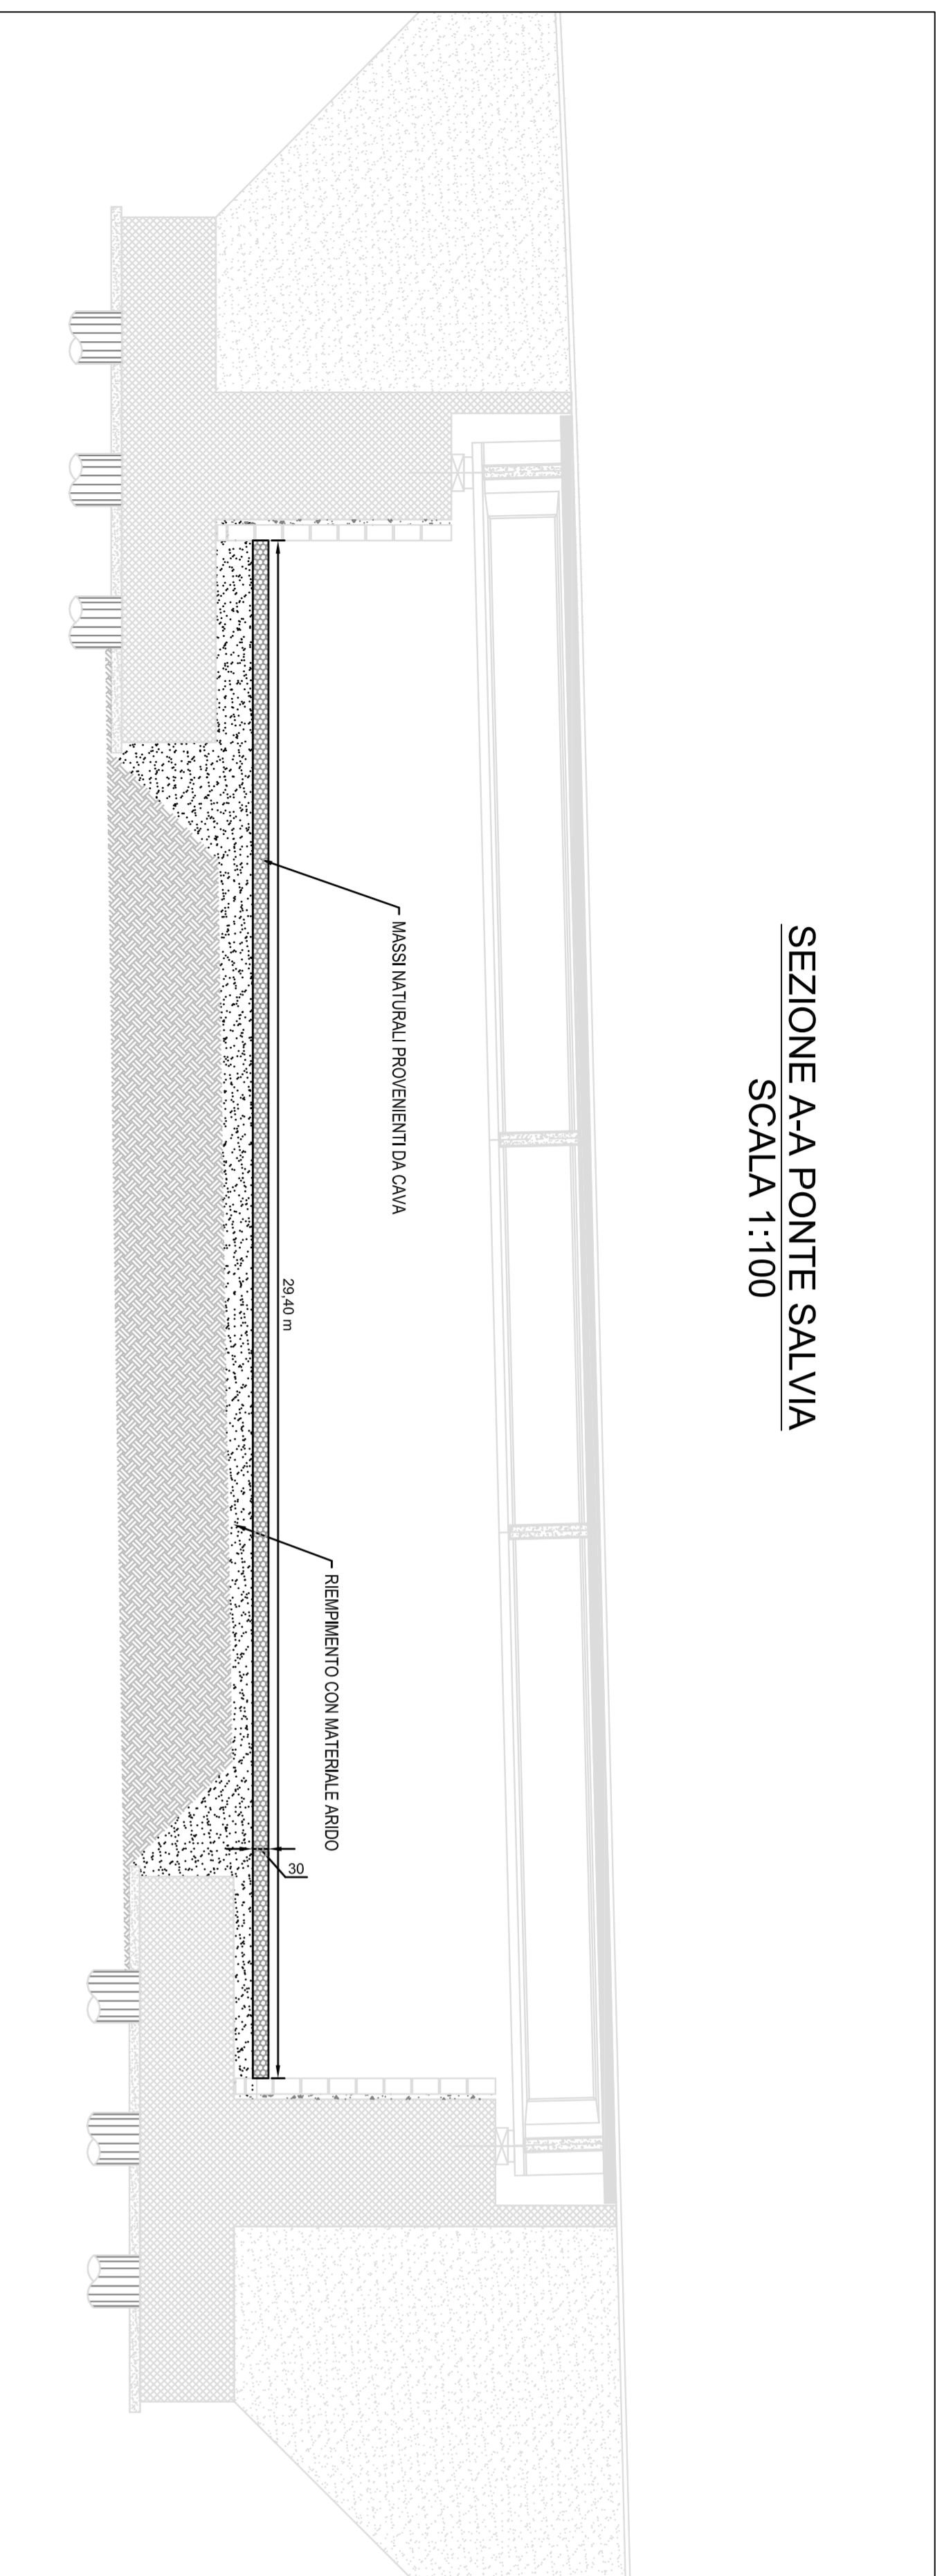 SEZIONE A-A PONTE SALVIA
SCALA 1:100
MASSI NATURALI PROVENIENTI DA CAVA
29,40 m
RIEMPIMENTO CON MATERIALE ARIDO
30